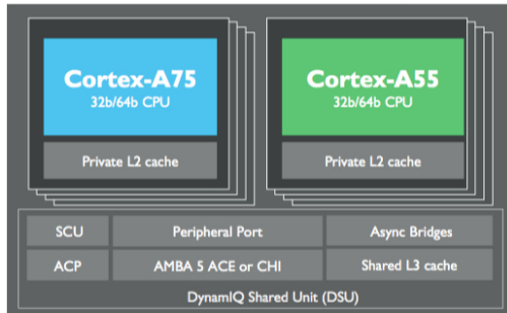 Cortex-A75
32b/64b CPU
Private L2 cache
Cortex-A55
32b/64b CPU
Private L2 cache
SCU
Peripheral Port
Async Bridges
ACP
AMBA 5 ACE or CHI
Shared L3 cache
DynamIQ Shared Unit (DSU)